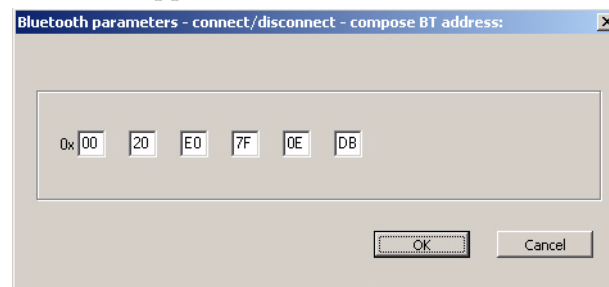 Bluetooth parameters - connect/disconnect - compose BT address:
0x 00 20 E0 7F 0E DB
OK Cancel